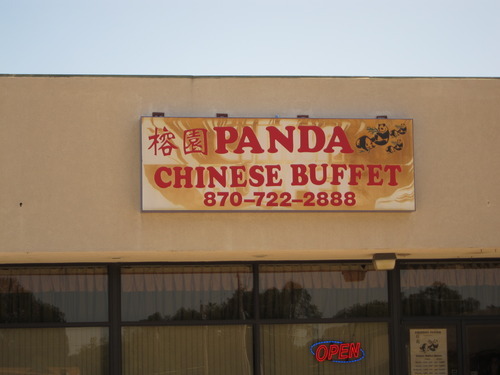 榕園 PANDA
CHINESE BUFFET
870-722-2888
OPEN